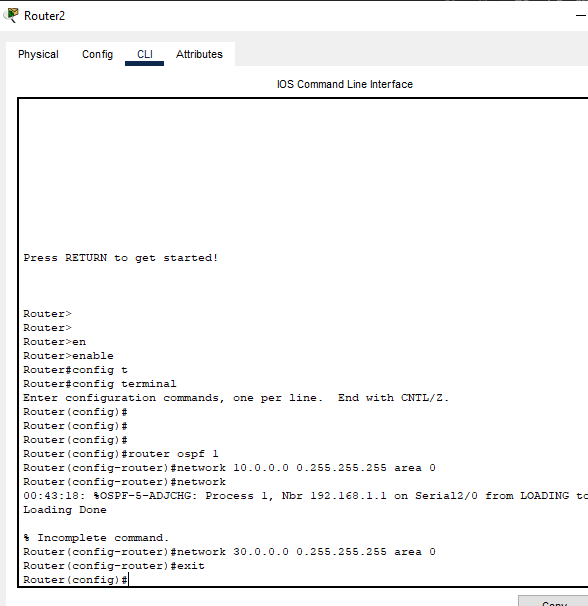 Router2
Physical Config CLI Attributes
IOS Command Line Interface
Press RETURN to get started!
Router>
Router>
Router>en
Router>enable
Router#config t
Router#config terminal
Enter configuration commands, one per line.  End with CNTL/Z.
Router(config)#
Router(config)#
Router(config)#
Router(config)#router ospf 1
Router(config-router)#network 10.0.0.0 0.255.255.255 area 0
Router(config-router)#network
00:43:18: %OSPF-5-ADJCHG: Process 1, Nbr 192.168.1.1 on Serial2/0 from LOADING to
Loading Done
% Incomplete command.
Router(config-router)#network 30.0.0.0 0.255.255.255 area 0
Router(config-router)#exit
Router(config)#
Copy